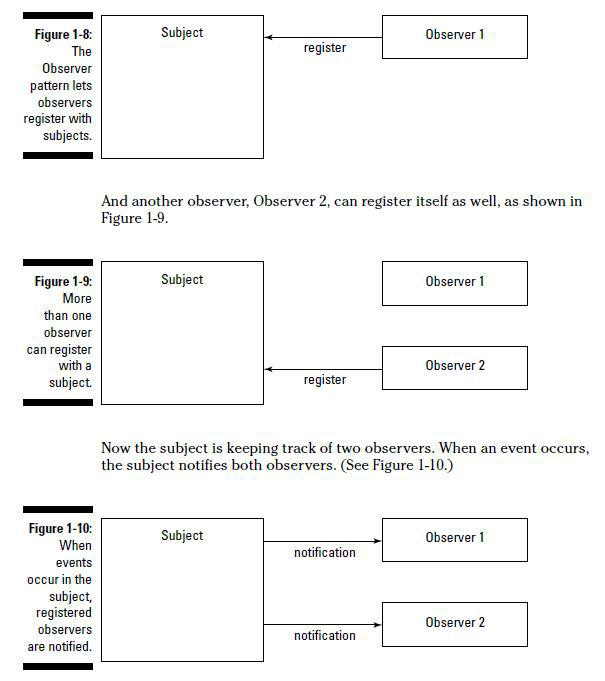 Figure 1-8:
The
Observer
pattern lets
observers
register with
subjects.
Subject
register
Observer 1
And another observer, Observer 2, can register itself as well, as shown in
Figure 1-9.
Figure 1-9:
More
than one
observer
can register
with a
subject.
Subject
Observer 1
register
Observer 2
Now the subject is keeping track of two observers. When an event occurs,
the subject notifies both observers. (See Figure 1-10.)
Figure 1-10:
When
events
occur in the
subject,
registered
observers
are notified.
Subject
notification
Observer 1
notification
Observer 2